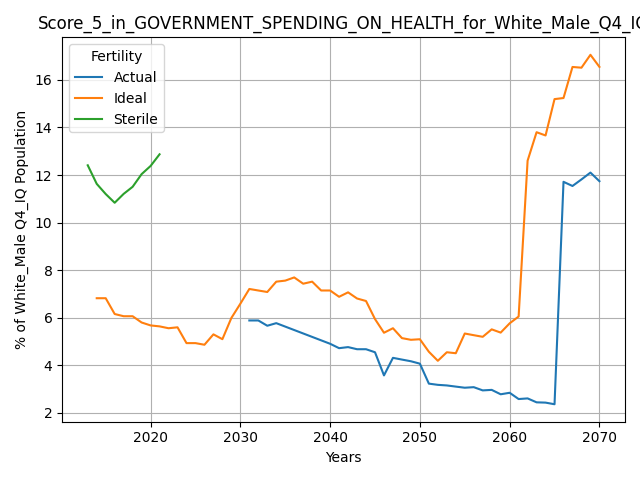 Score_5_in_GOVERNMENT_SPENDING_ON_HEALTH_for_White_Male_Q4_IQ
Fertility
Actual
Ideal
Sterile
% of White_Male Q4_IQ Population
16
14
12
10
8
6
4
2
2020 2030 2040 2050 2060 2070
Years